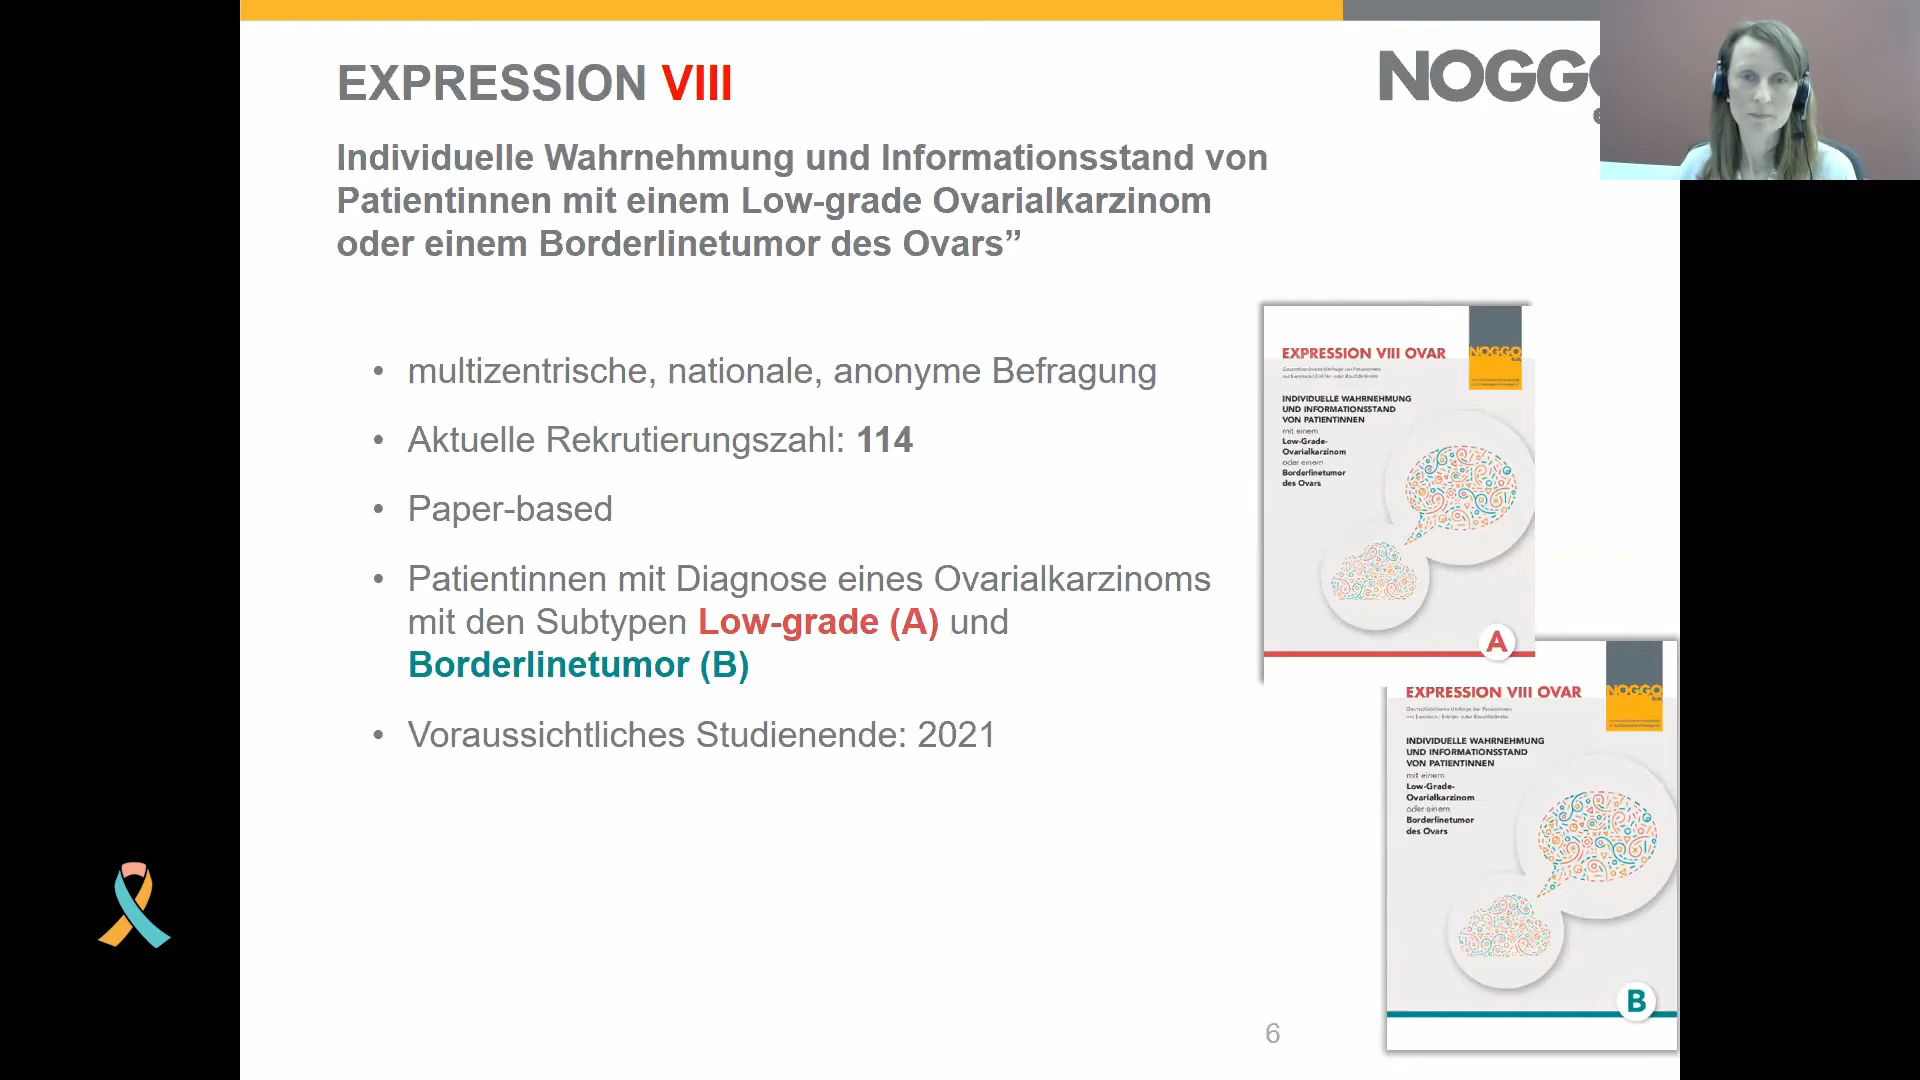 EXPRESSION VIII
NOGG
Individuelle Wahrnehmung und Informationsstand von
Patientinnen mit einem Low-grade Ovarialkarzinom
oder einem Borderlinetumor des Ovars”
• multizentrische, nationale, anonyme Befragung
• Aktuelle Rekrutierungszahl: 114
• Paper-based
• Patientinnen mit Diagnose eines Ovarialkarzinoms
mit den Subtypen Low-grade (A) und
Borderlinetumor (B)
• Voraussichtliches Studienende: 2021
EXPRESSION VIII OVAR
NOGGO
INDIVIDUELLE WAHRNEHMUNG
UND INFORMATIONSSTAND
VON PATIENTINNEN
mit einem
Low-Grade-
Ovarialkarzinom
oder einem
Borderlinetumor
des Ovars
A
EXPRESSION VIII OVAR
NOGGO
INDIVIDUELLE WAHRNEHMUNG
UND INFORMATIONSSTAND
VON PATIENTINNEN
mit einem
Low-Grade-
Ovarialkarzinom
oder einem
Borderlinetumor
des Ovars
B
6